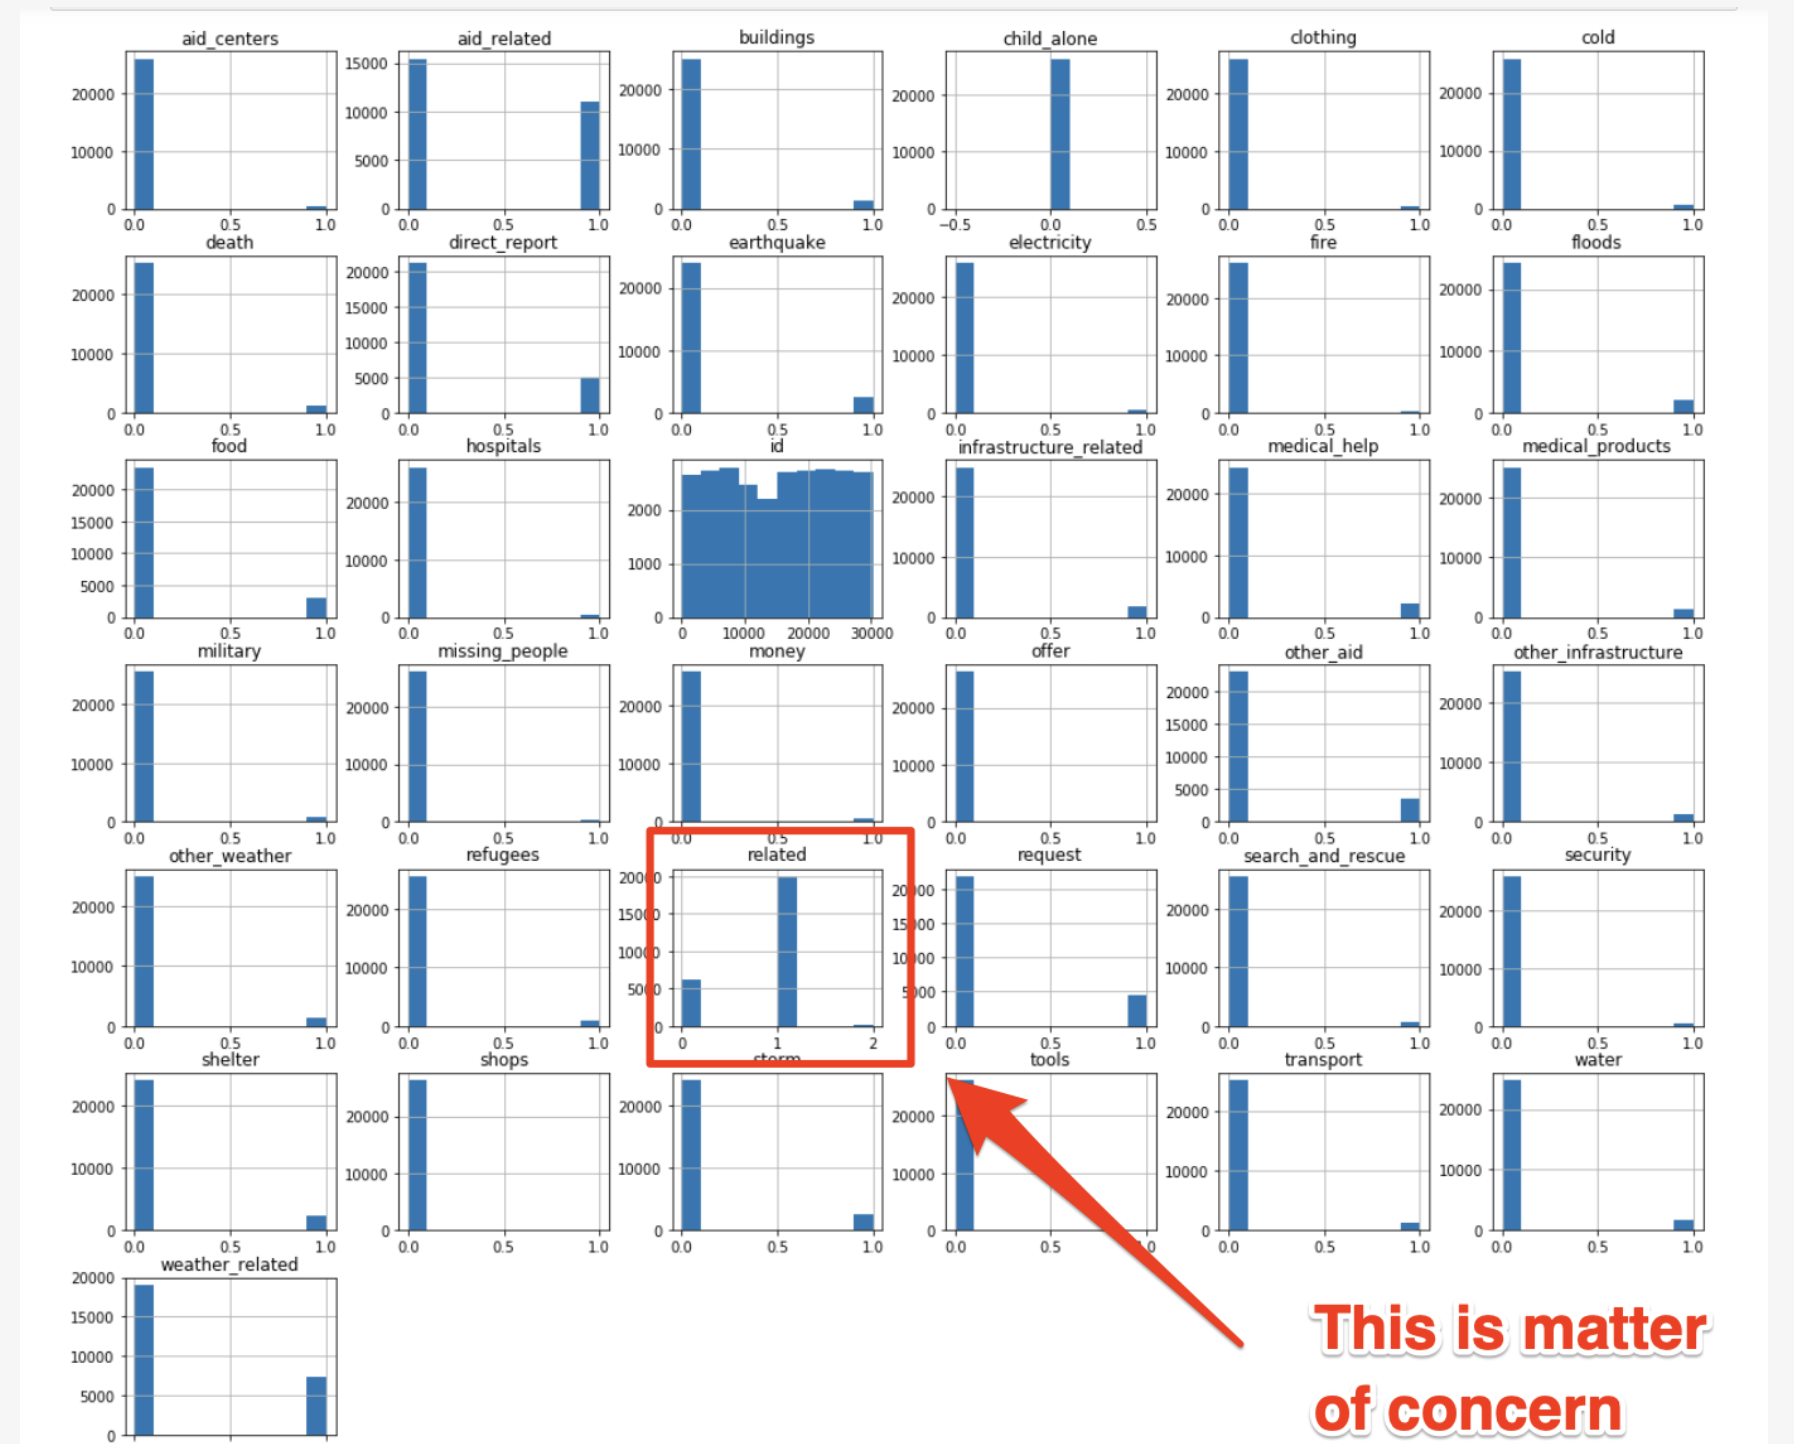 aid_centers aid_related buildings child_alone clothing cold
20000 15000 20000 20000 20000 20000
10000 10000 10000 10000 10000 10000
5000
0 0 0 0 0 0
0.0 0.5 1.0 0.0 0.5 1.0 0.0 0.5 1.0 −0.5 0.0 0.5 0.0 0.5 1.0 0.0 0.5 1.0
death direct_report earthquake electricity fire floods
20000 20000 20000 20000 20000 20000
15000
10000 10000 10000 10000 10000 10000
5000
0 0 0 0 0 0
0.0 0.5 1.0 0.0 0.5 1.0 0.0 0.5 1.0 0.0 0.5 1.0 0.0 0.5 1.0 0.0 0.5 1.0
food hospitals id infrastructure_related medical_help medical_products
20000 20000 2000 20000 20000 20000
15000
10000 10000 1000 10000 10000 10000
5000
0 0 0 0 0 0
0.0 0.5 1.0 0.0 0.5 1.0 0 10000 20000 30000 0.0 0.5 1.0 0.0 0.5 1.0 0.0 0.5 1.0
military missing_people money offer other_aid other_infrastructure
20000 20000 20000 20000 20000 20000
15000
10000 10000 10000 10000 10000 10000
5000
0 0 0 0 0 0
0.0 0.5 1.0 0.0 0.5 1.0 0.0 0.5 1.0 0.0 0.5 1.0 0.0 0.5 1.0 0.0 0.5 1.0
other_weather refugees related request search_and_rescue security
20000 20000 20000 20000 20000 20000
15000 15000
10000 10000 10000 10000 10000 10000
5000 5000
0 0 0 0 0 0
0.0 0.5 1.0 0.0 0.5 1.0 0 1 2 0.0 0.5 1.0 0.0 0.5 1.0 0.0 0.5 1.0
shelter shops storm tools transport water
20000 20000 20000 20000 20000 20000
10000 10000 10000 10000 10000 10000
0 0 0 0 0 0
0.0 0.5 1.0 0.0 0.5 1.0 0.0 0.5 1.0 0.0 0.5 1.0 0.0 0.5 1.0 0.0 0.5 1.0
weather_related
20000
15000
10000
5000
0
This is matter
of concern